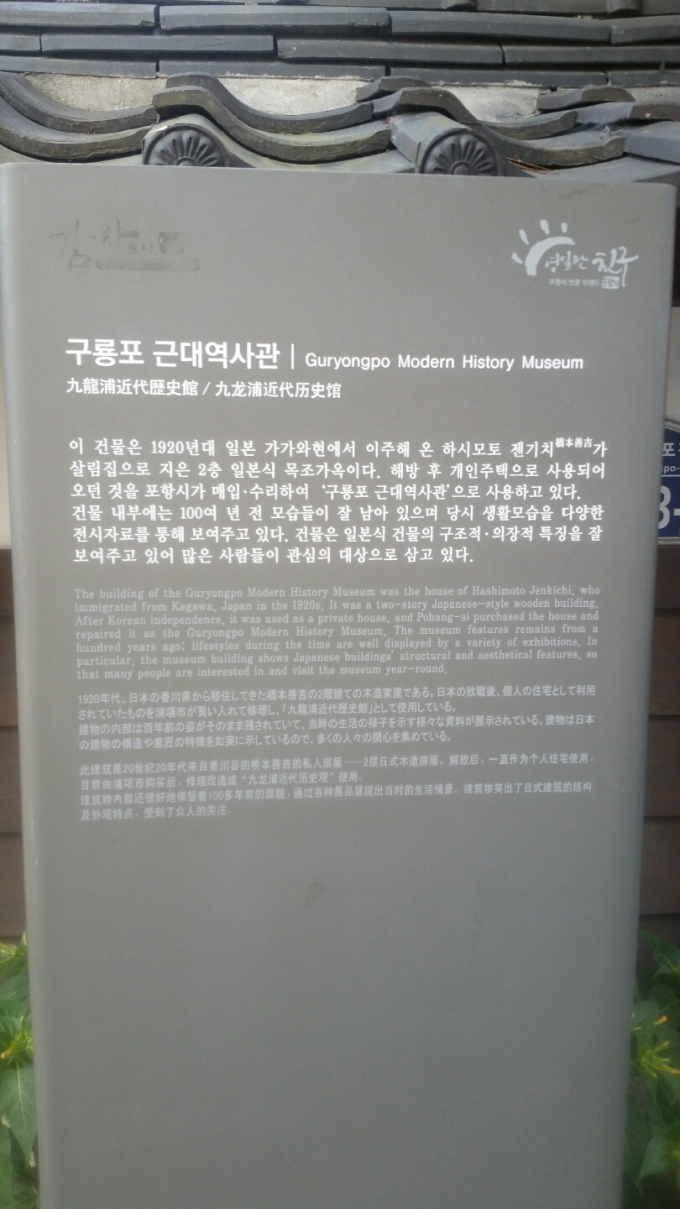 영일만 친구
구룡포 근대역사관 | Guryongpo Modern History Museum
九龍浦近代歴史館 / 九龙浦近代历史馆
이 건물은 1920년대 일본 가가와현에서 이주해 온 하시모토 젠기치橋本善吉가
살림집으로 지은 2층 일본식 목조가옥이다. 해방 후 개인주택으로 사용되어
오던 것을 포항시가 매입·수리하여 ‘구룡포 근대역사관’으로 사용하고 있다.
건물 내부에는 100여 년 전 모습들이 잘 남아 있으며 당시 생활모습을 다양한
전시자료를 통해 보여주고 있다. 건물은 일본식 건물의 구조적·의장적 특징을 잘
보여주고 있어 많은 사람들이 관심의 대상으로 삼고 있다.
The building of the Guryongpo Modern History Museum was the house of Hashimoto Jenkichi, who
immigrated from Kagawa, Japan in the 1920s. It was a two-story Japanese-style wooden building.
After Korean independence, it was used as a private house, and Pohang-si purchased the house and
repaired it as the Guryongpo Modern History Museum. The museum features remains from a
hundred years ago; lifestyles during the time are well displayed by a variety of exhibitions. In
particular, the museum building shows Japanese buildings' structural and aesthetical features, so
that many people are interested in and visit the museum year-round.
1920年代、日本の香川県から移住してきた橋本善吉の2階建ての木造家屋である。日本の敗戦後、個人の住宅として利用
されていたものを浦項市が買い入れて修理し、「九龍浦近代歴史館」として使用している。
建物の内部は百年前の姿がそのまま残されていて、当時の生活の様子を示す様々な資料が展示されている。建物は日本
の建物の構造や意匠の特徴を如実に示しているので、多くの人々の関心を集めている。
此建筑是20世纪20年代来自香川县的桥本善吉的私人房屋——2层日式木造房屋。解放后，一直作为个人住宅使用，
目前由浦项市购买后，修理改造成“九龙浦近代历史观”使用。
建筑物内部还很好地保留着100多年前的面貌，通过各种展品展现出当时的生活情景。建筑物突出了日式建筑的结构
及外观特点，受到了众人的关注。